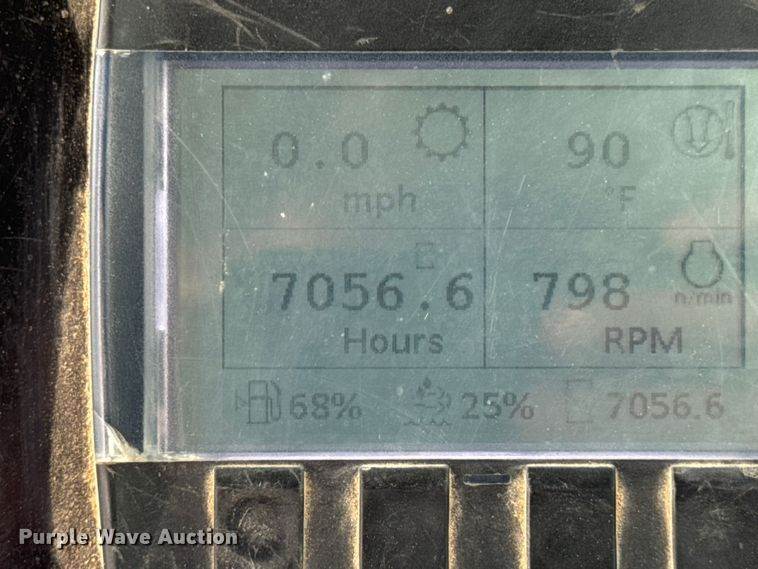 0.0 90
mph °F
7056.6 798 n/min
Hours RPM
68% 25% 7056.6
Purple Wave Auction®